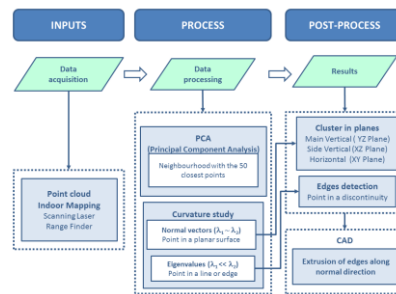 INPUTS
PROCESS
POST-PROCESS
Data
acquisition
Data
processing
Results
Point cloud
Indoor Mapping
Scanning Laser
Range Finder
PCA
(Principal Component Analysis)
Neighbourhood with the 50
closest points
Curvature study
Normal vectors (λ₁ ~ λ₂)
Point in a planar surface
Eigenvalues (λ₁ << λ₂)
Point in a line or edge
Cluster in planes
Main Vertical ( YZ Plane)
Side Vertical (XZ Plane)
Horizontal (XY Plane)
Edges detection
Point in a discontinuity
CAD
Extrusion of edges along
normal direction